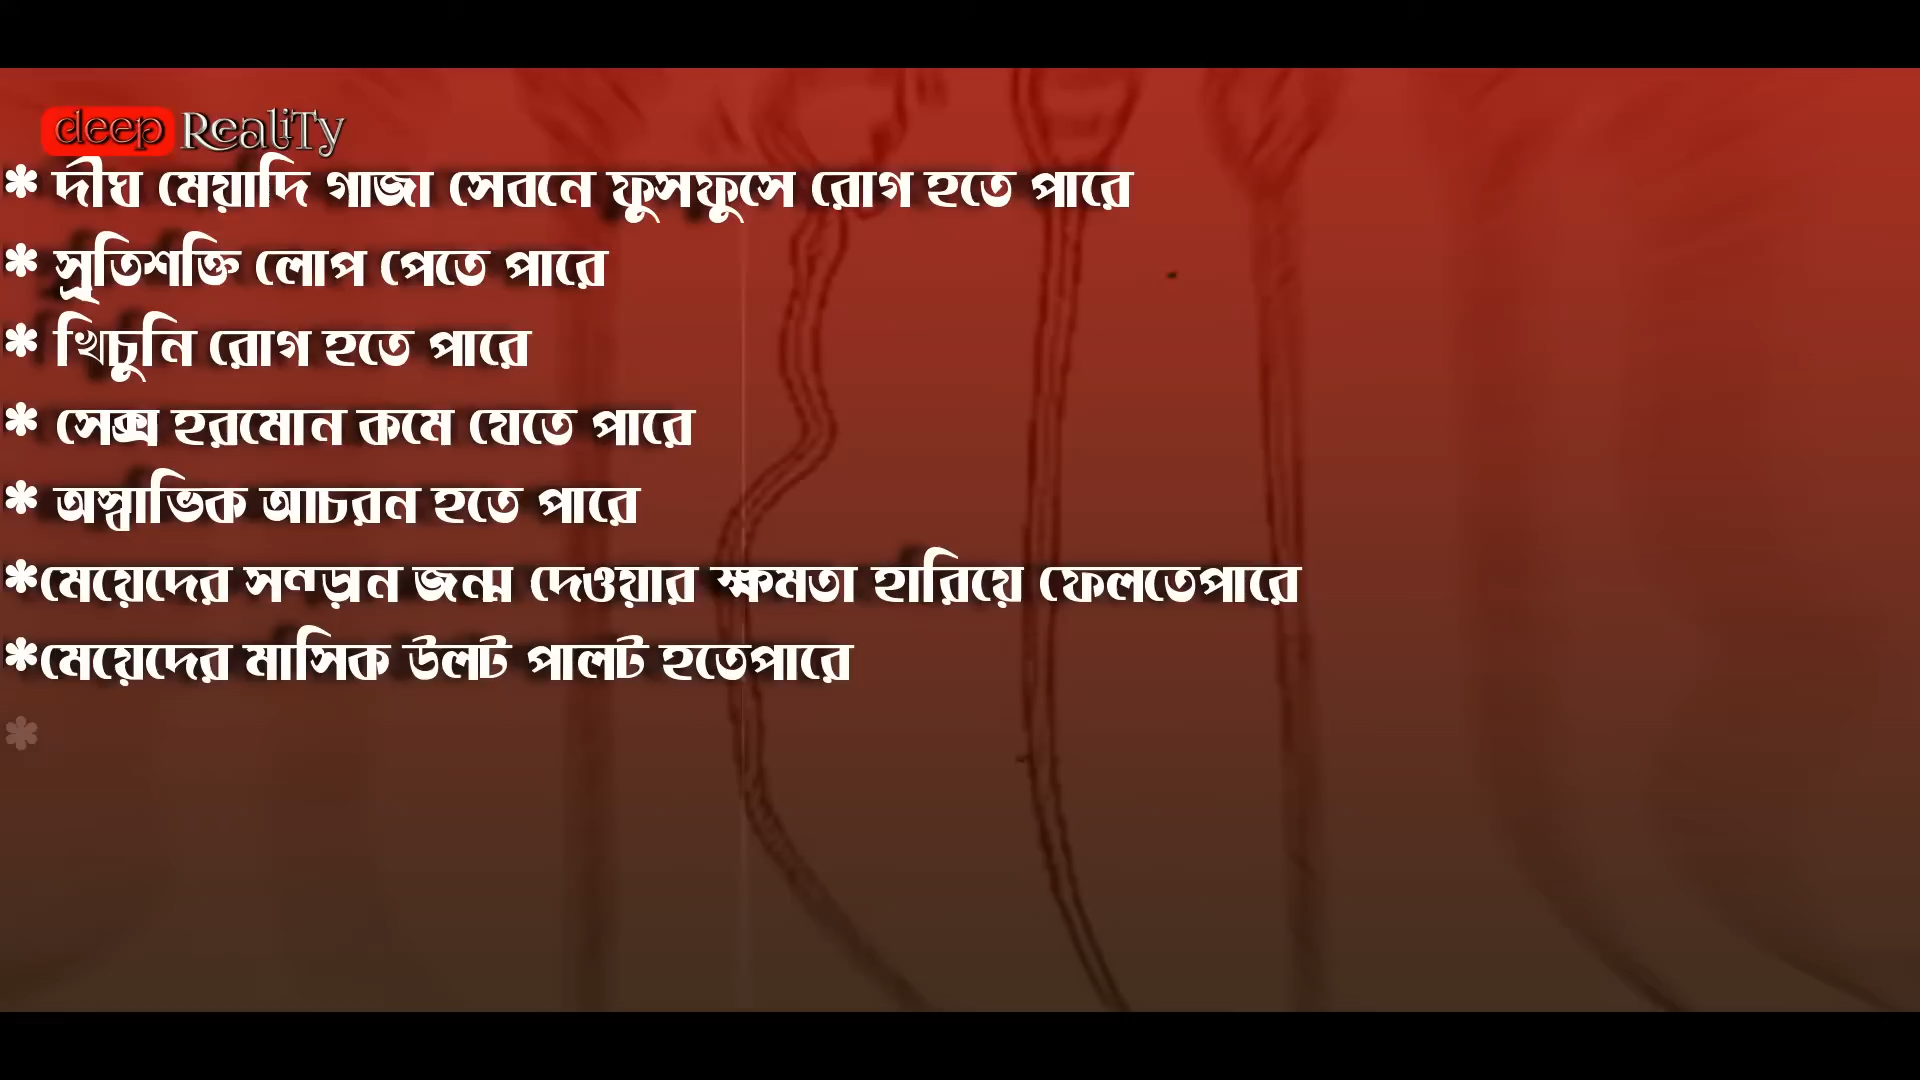 deep Reality
* দীঘ মেয়াদি গাজা সেবনে ফুসফুসে রোগ হতে পারে
* স্রৃতিশক্তি লোপ পেতে পারে
* খিচুনি রোগ হতে পারে
* সেক্স হরমোন কমে যেতে পারে
* অস্বাভিক আচরন হতে পারে
*মেয়েদের সন্ড়ান জন্ম দেওয়ার ক্ষমতা হারিয়ে ফেলতেপারে
*মেয়েদের মাসিক উলট পালট হতেপারে
*